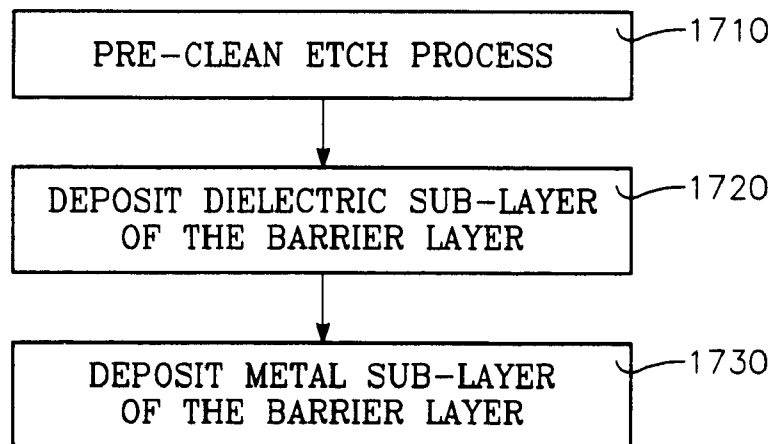 PRE-CLEAN ETCH PROCESS
1710
DEPOSIT DIELECTRIC SUB-LAYER
OF THE BARRIER LAYER
1720
DEPOSIT METAL SUB-LAYER
OF THE BARRIER LAYER
1730